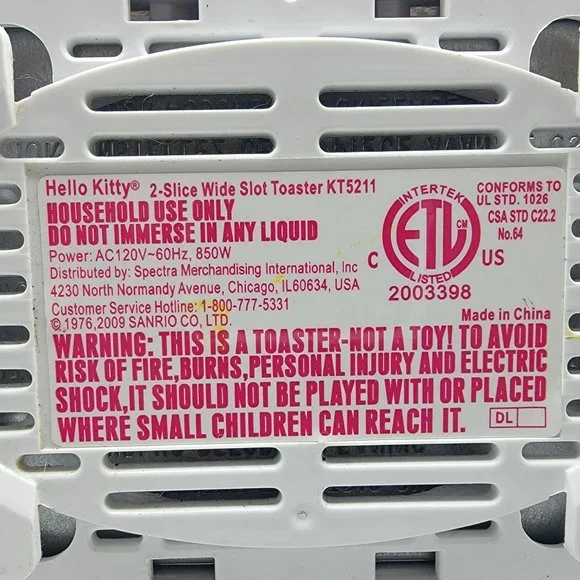 Hello Kitty® 2-Slice Wide Slot Toaster KT5211
HOUSEHOLD USE ONLY
DO NOT IMMERSE IN ANY LIQUID
Power: AC120V~60Hz, 850W
Distributed by: Spectra Merchandising International, Inc
4230 North Normandy Avenue, Chicago, IL60634, USA
Customer Service Hotline: 1-800-777-5331
©1976,2009 SANRIO CO, LTD.
INTERTEK
ETL CM
LISTED
C US
2003398
CONFORMS TO
UL STD. 1026
CSA STD C22.2
No.64
Made in China
WARNING: THIS IS A TOASTER-NOT A TOY! TO AVOID
RISK OF FIRE,BURNS,PERSONAL INJURY AND ELECTRIC
SHOCK,IT SHOULD NOT BE PLAYED WITH OR PLACED
WHERE SMALL CHILDREN CAN REACH IT.
DL